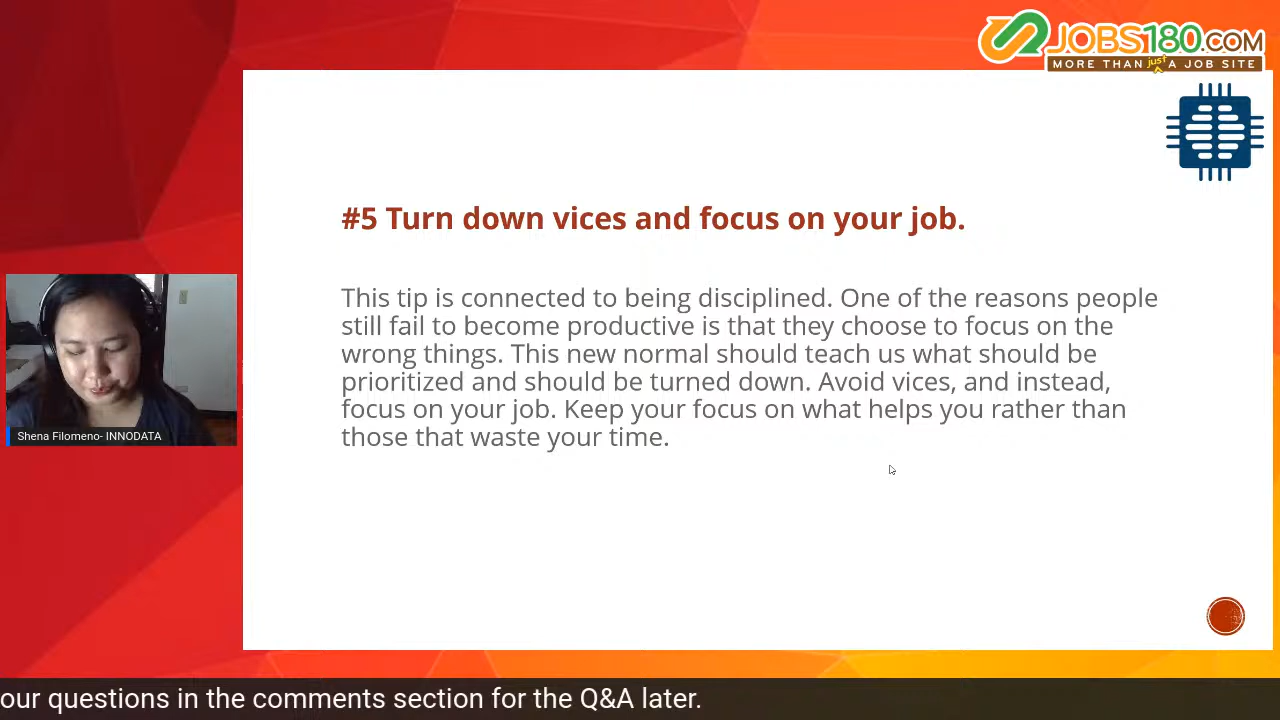 JOBS180.COM
MORE THAN just A JOB SITE
#5 Turn down vices and focus on your job.
This tip is connected to being disciplined. One of the reasons people
still fail to become productive is that they choose to focus on the
wrong things. This new normal should teach us what should be
prioritized and should be turned down. Avoid vices, and instead,
focus on your job. Keep your focus on what helps you rather than
those that waste your time.
Shena Filomeno- INNODATA
our questions in the comments section for the Q&A later.